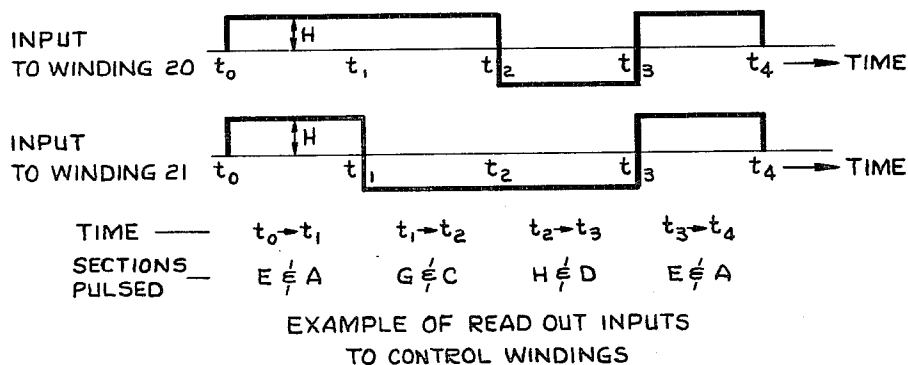 INPUT
TO WINDING 20
H
t₀ t₁ t₂ t₃ t₄ → TIME
INPUT
TO WINDING 21
H
t₀ t₁ t₂ t₃ t₄ → TIME
TIME — t₀→t₁ t₁→t₂ t₂→t₃ t₃→t₄
SECTIONS
PULSED — E & A G & C H & D E & A
EXAMPLE OF READ OUT INPUTS
TO CONTROL WINDINGS